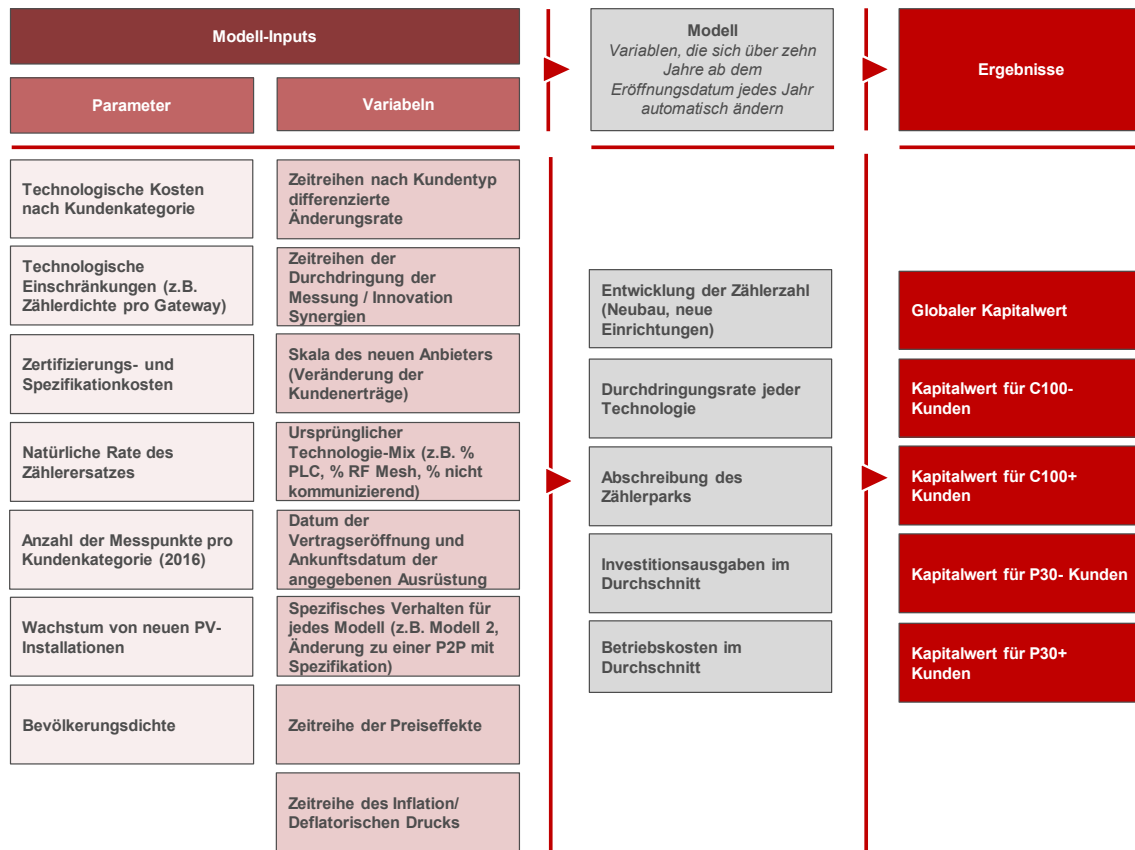 Modell-Inputs
Parameter
Variabeln
Modell
Variablen, die sich über zehn
Jahre ab dem
Eröffnungsdatum jedes Jahr
automatisch ändern
Ergebnisse
Technologische Kosten
nach Kundenkategorie
Technologische
Einschränkungen (z.B.
Zählerdichte pro Gateway)
Zertifizierungs- und
Spezifikationkosten
Natürliche Rate des
Zählerersatzes
Anzahl der Messpunkte pro
Kundenkategorie (2016)
Wachstum von neuen PV-
Installationen
Bevölkerungsdichte
Zeitreihen nach Kundentyp
differenzierte
Änderungsrate
Zeitreihen der
Durchdringung der
Messung / Innovation
Synergien
Skala des neuen Anbieters
(Veränderung der
Kundenerträge)
Ursprünglicher
Technologie-Mix (z.B. %
PLC, % RF Mesh, % nicht
kommunizierend)
Datum der
Vertragseröffnung und
Ankunftsdatum der
angegebenen Ausrüstung
Spezifisches Verhalten für
jedes Modell (z.B. Modell 2,
Änderung zu einer P2P mit
Spezifikation)
Zeitreihe der Preiseffekte
Zeitreihe des Inflation/
Deflatorischen Drucks
Entwicklung der Zählerzahl
(Neubau, neue
Einrichtungen)
Durchdringungsrate jeder
Technologie
Abschreibung des
Zählerparks
Investitionsausgaben im
Durchschnitt
Betriebskosten im
Durchschnitt
Globaler Kapitalwert
Kapitalwert für C100-
Kunden
Kapitalwert für C100+
Kunden
Kapitalwert für P30- Kunden
Kapitalwert für P30+
Kunden